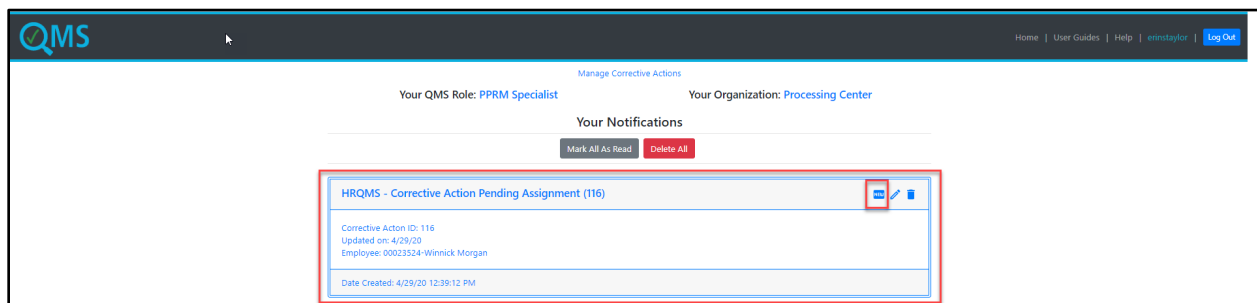 QMS
Home | User Guides | Help | erinstaylor | Log Out
Manage Corrective Actions
Your QMS Role: PPRM Specialist Your Organization: Processing Center
Your Notifications
Mark All As Read Delete All
HRQMS - Corrective Action Pending Assignment (116)
NEW
Corrective Acton ID: 116
Updated on: 4/29/20
Employee: 00023524-Winnick Morgan
Date Created: 4/29/20 12:39:12 PM